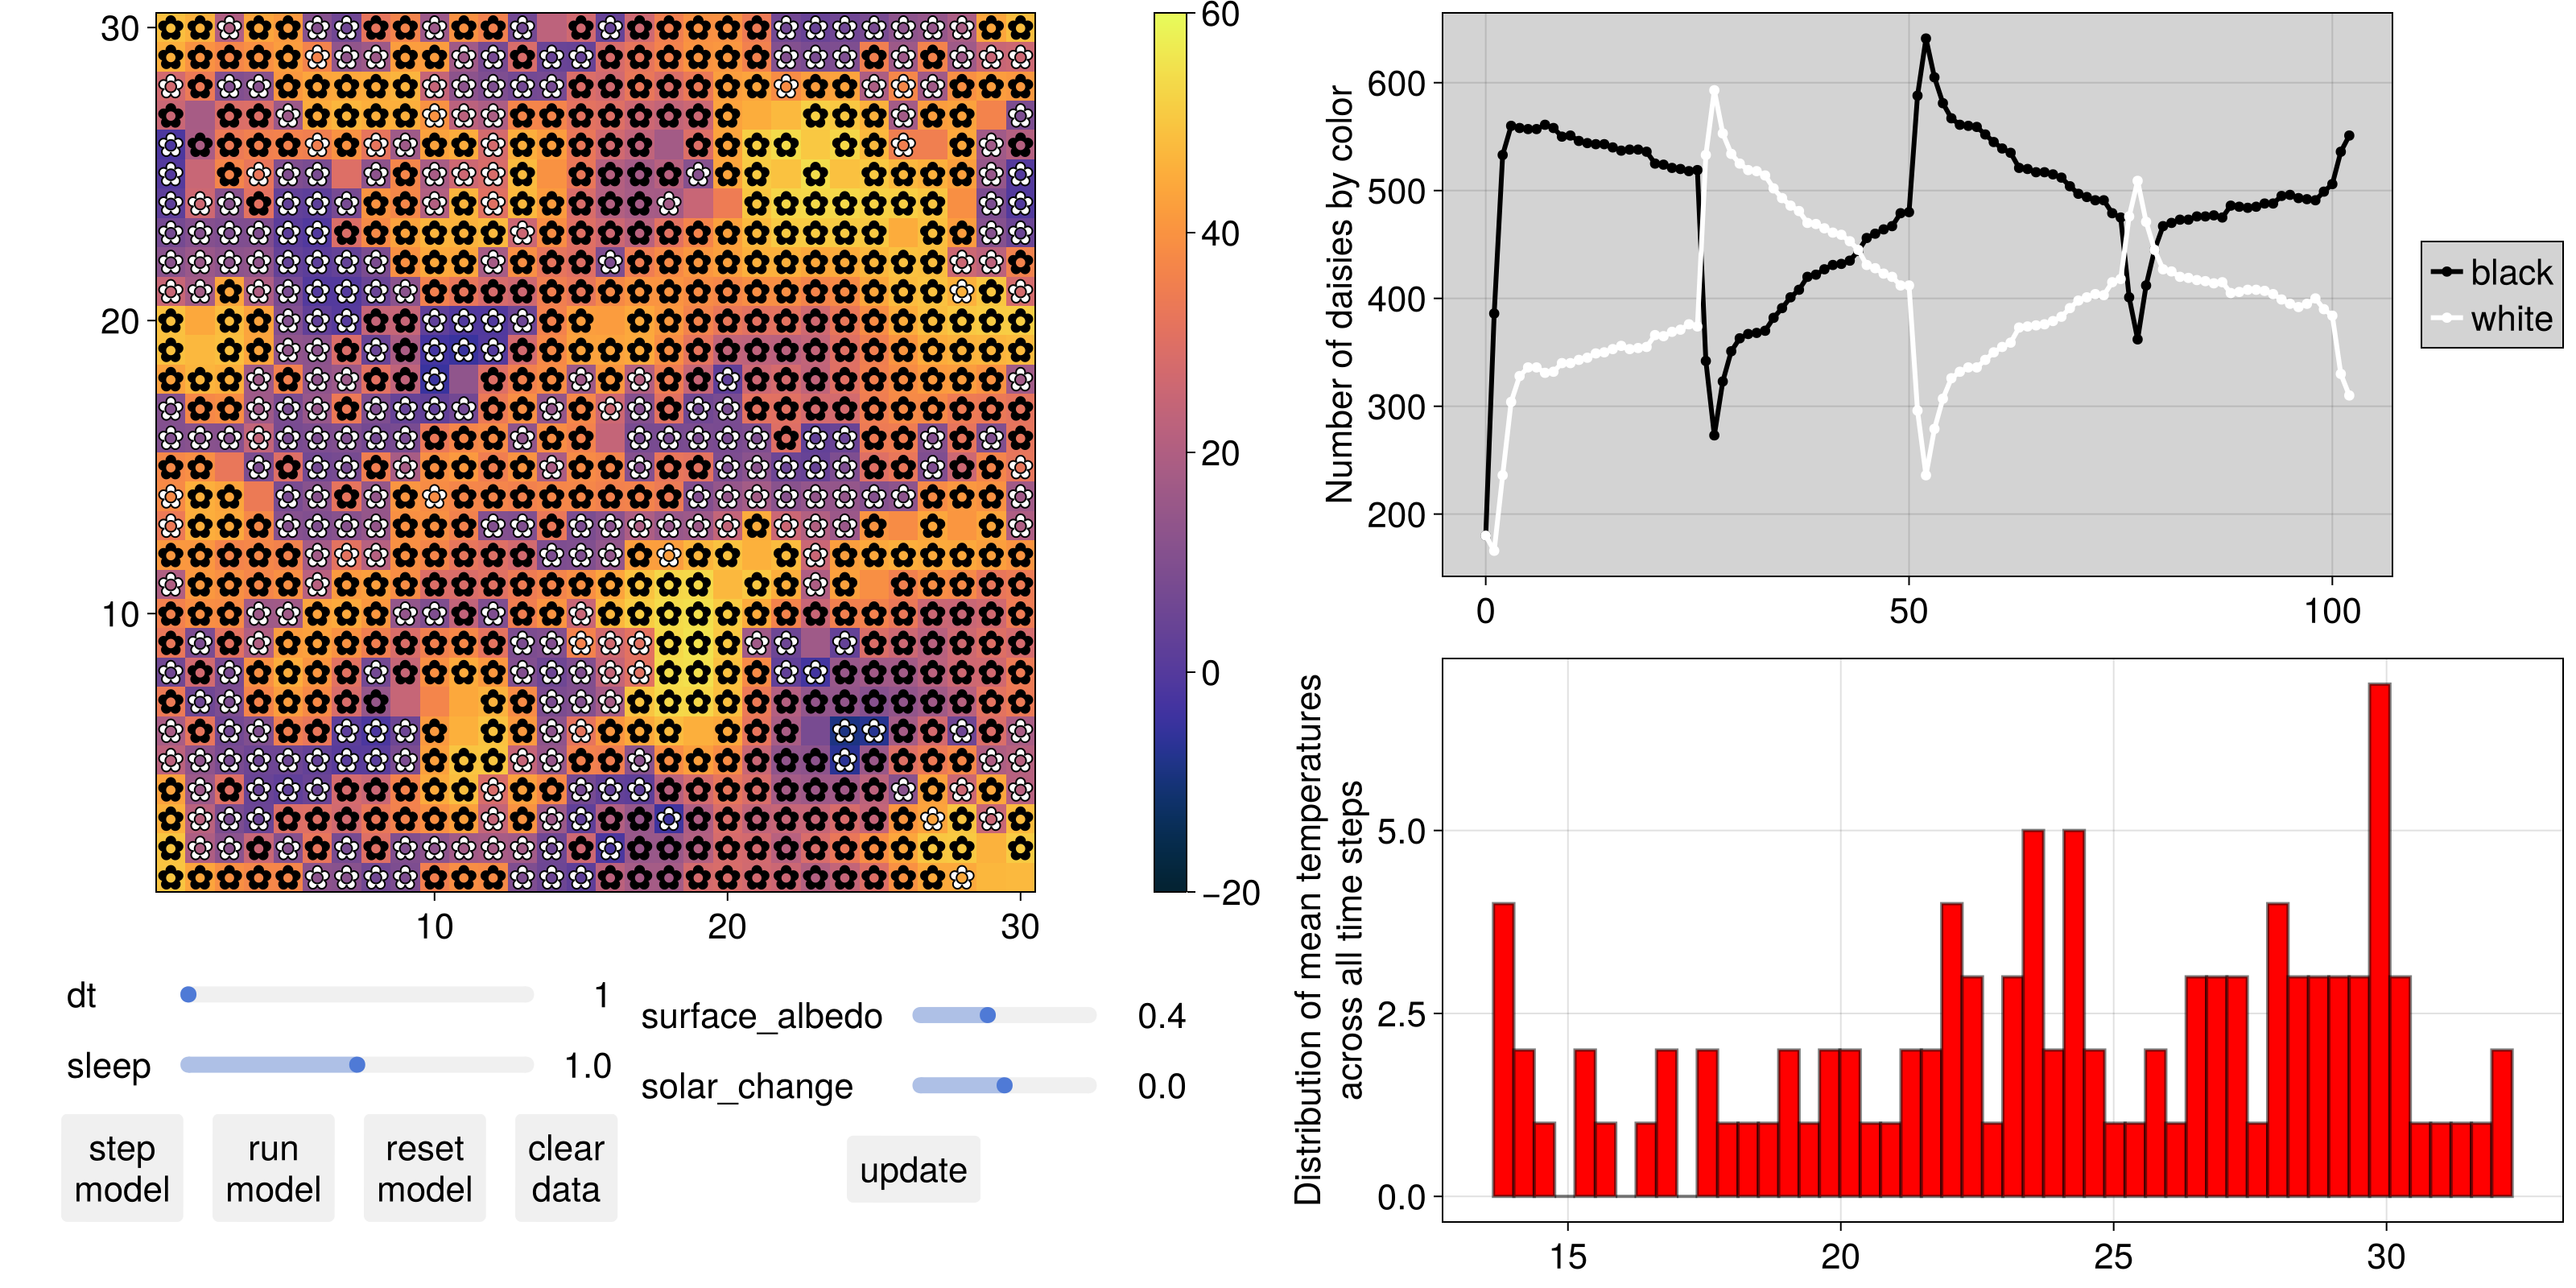 30
20
10
10
20
30
60
40
20
0
−20
Number of daisies by color
600
500
400
300
200
0
50
100
black
white
Distribution of mean temperatures
across all time steps
5.0
2.5
0.0
15
20
25
30
dt
1
sleep
1.0
surface_albedo
0.4
solar_change
0.0
step
model
run
model
reset
model
clear
data
update